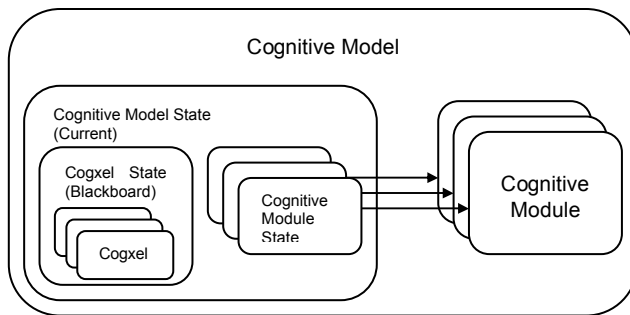 Cognitive Model
Cognitive Model State
(Current)
Cogxel State
(Blackboard)
Cogxel
Cognitive
Module
State
Cognitive
Module